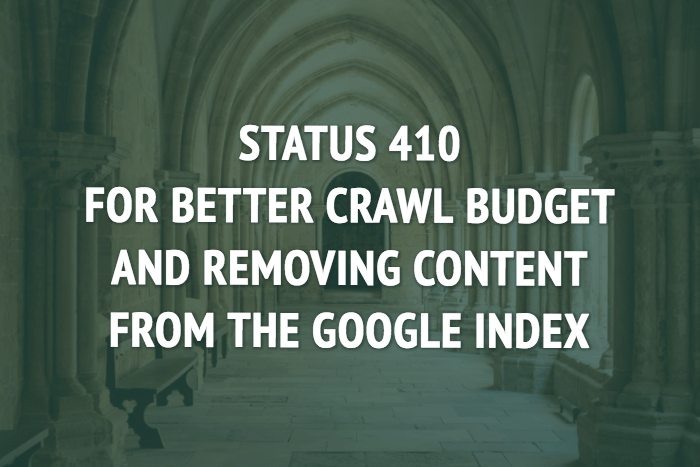 STATUS 410
FOR BETTER CRAWL BUDGET
AND REMOVING CONTENT
FROM THE GOOGLE INDEX